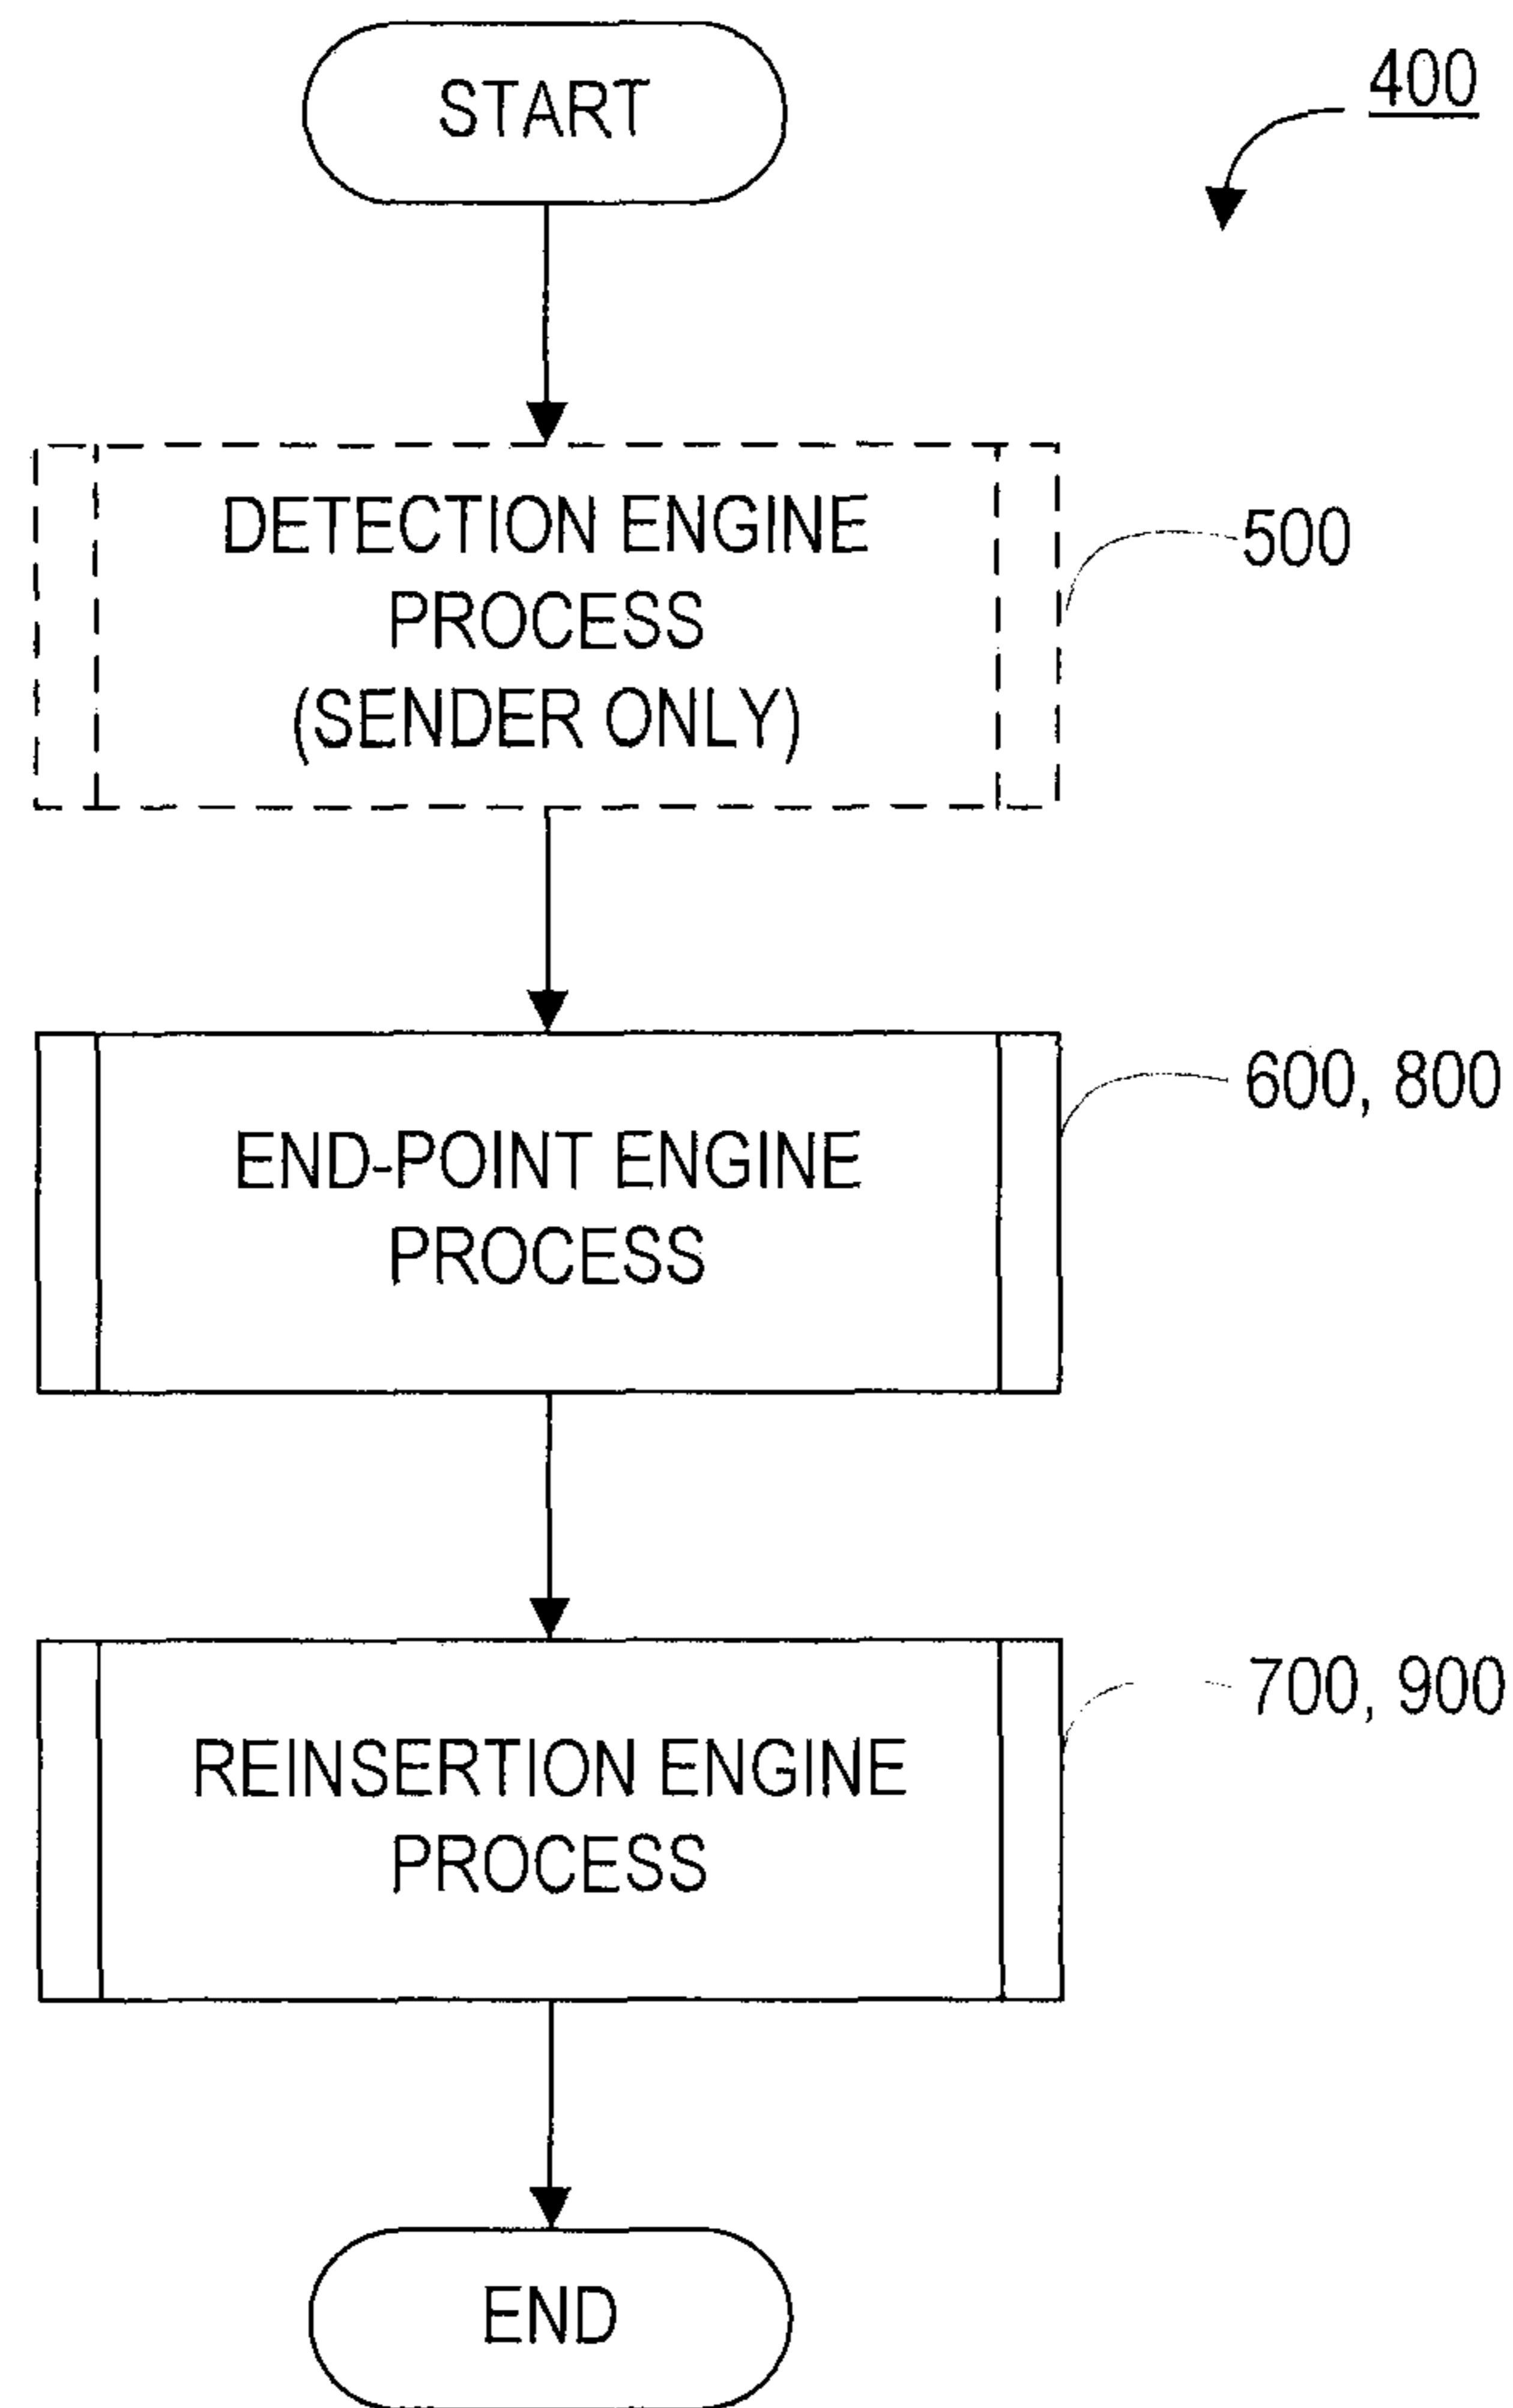 START
400
DETECTION ENGINE
PROCESS
(SENDER ONLY)
500
END-POINT ENGINE
PROCESS
600, 800
REINSERTION ENGINE
PROCESS
700, 900
END